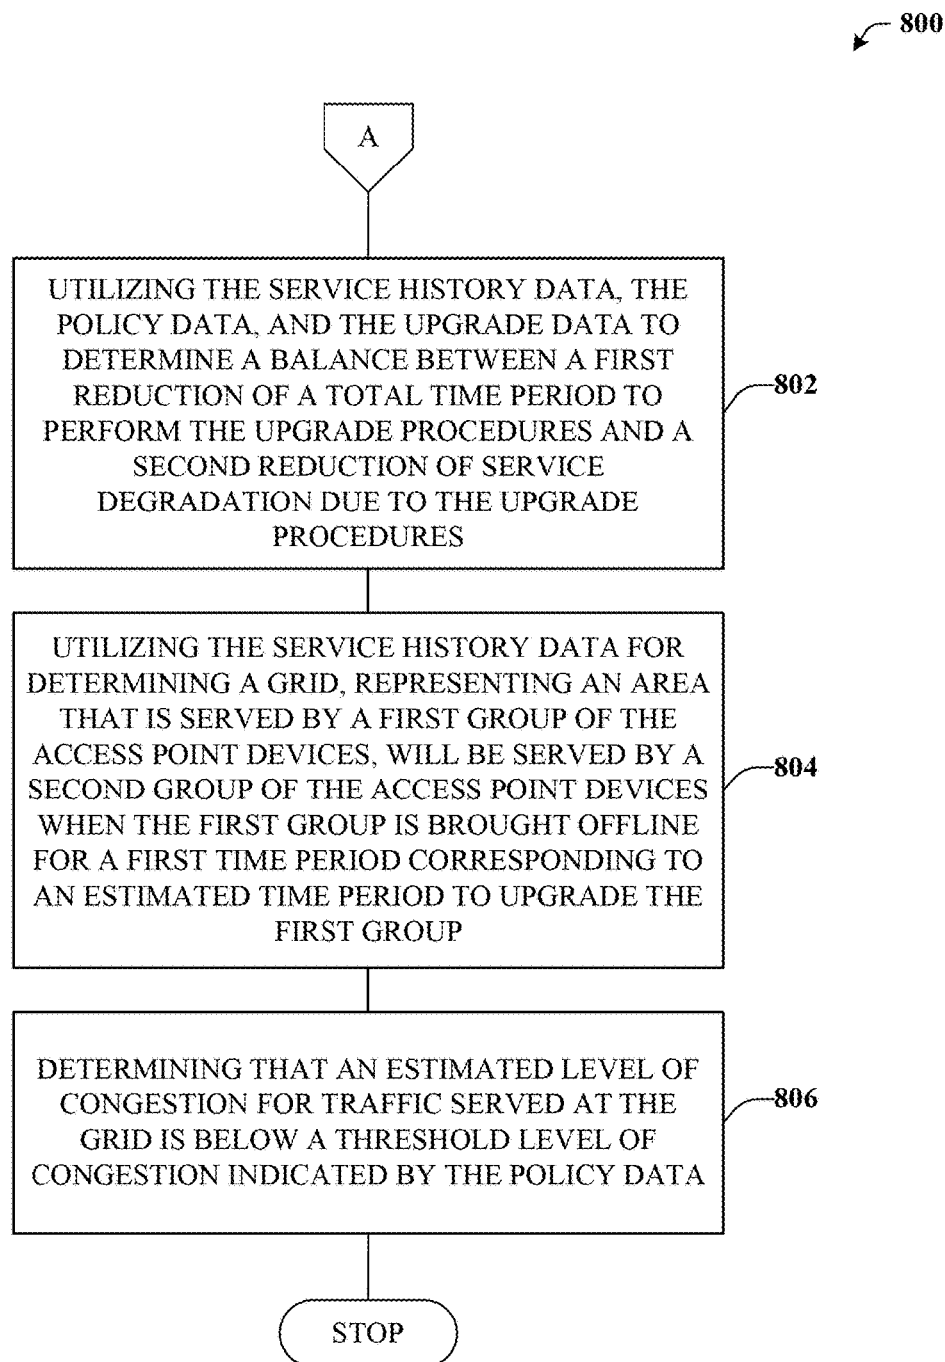 800
A
UTILIZING THE SERVICE HISTORY DATA, THE
POLICY DATA, AND THE UPGRADE DATA TO
DETERMINE A BALANCE BETWEEN A FIRST
REDUCTION OF A TOTAL TIME PERIOD TO
PERFORM THE UPGRADE PROCEDURES AND A
SECOND REDUCTION OF SERVICE
DEGRADATION DUE TO THE UPGRADE
PROCEDURES
802
UTILIZING THE SERVICE HISTORY DATA FOR
DETERMINING A GRID, REPRESENTING AN AREA
THAT IS SERVED BY A FIRST GROUP OF THE
ACCESS POINT DEVICES, WILL BE SERVED BY A
SECOND GROUP OF THE ACCESS POINT DEVICES
WHEN THE FIRST GROUP IS BROUGHT OFFLINE
FOR A FIRST TIME PERIOD CORRESPONDING TO
AN ESTIMATED TIME PERIOD TO UPGRADE THE
FIRST GROUP
804
DETERMINING THAT AN ESTIMATED LEVEL OF
CONGESTION FOR TRAFFIC SERVED AT THE
GRID IS BELOW A THRESHOLD LEVEL OF
CONGESTION INDICATED BY THE POLICY DATA
806
STOP